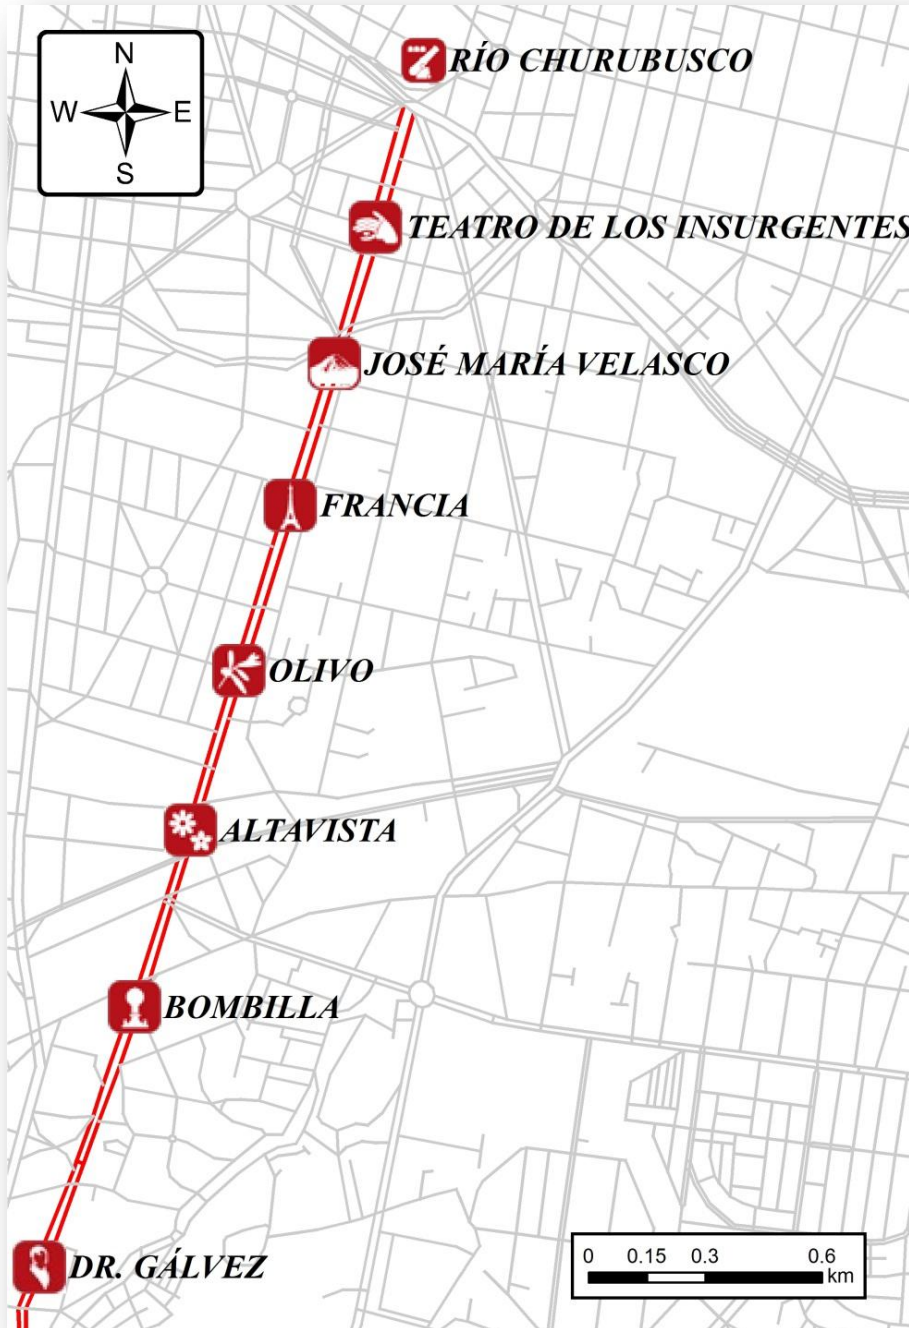 N
W E
S
RÍO CHURUBUSCO
TEATRO DE LOS INSURGENTES
JOSÉ MARÍA VELASCO
FRANCIA
OLIVO
ALTAVISTA
BOMBILLA
DR. GÁLVEZ
0 0.15 0.3 0.6
km